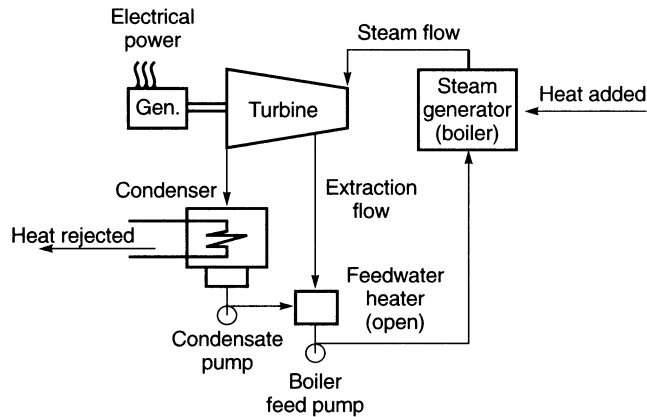 Electrical
power
Steam flow
Gen.
Turbine
Steam
generator
(boiler)
Heat added
Condenser
Extraction
flow
Heat rejected
Feedwater
heater
(open)
Condensate
pump
Boiler
feed pump